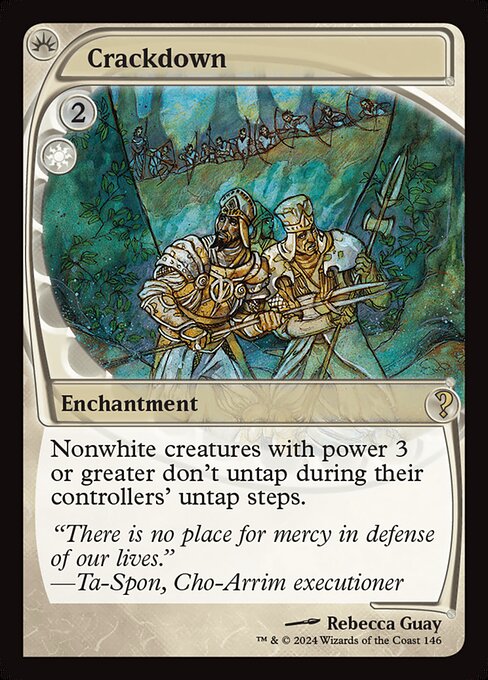 Crackdown
2
Enchantment
Nonwhite creatures with power 3
or greater don’t untap during their
controllers’ untap steps.
“There is no place for mercy in defense
of our lives.”
—Ta-Spon, Cho-Arrim executioner
Rebecca Guay
™ & © 2024 Wizards of the Coast 146